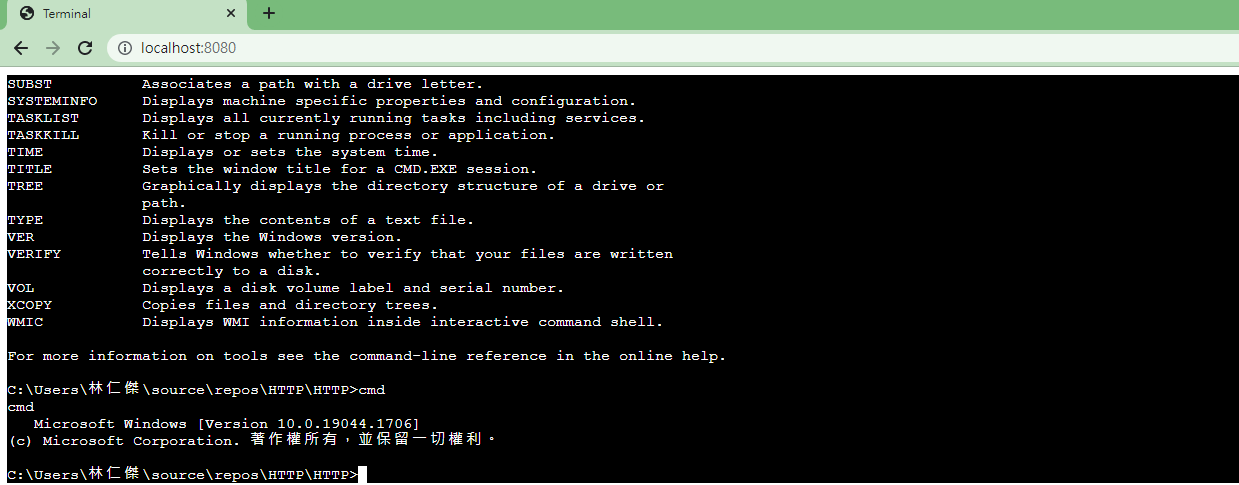 Terminal
localhost:8080
SUBST          Associates a path with a drive letter.
SYSTEMINFO     Displays machine specific properties and configuration.
TASKLIST       Displays all currently running tasks including services.
TASKKILL       Kill or stop a running process or application.
TIME           Displays or sets the system time.
TITLE          Sets the window title for a CMD.EXE session.
TREE           Graphically displays the directory structure of a drive or
               path.
TYPE           Displays the contents of a text file.
VER            Displays the Windows version.
VERIFY         Tells Windows whether to verify that your files are written
               correctly to a disk.
VOL            Displays a disk volume label and serial number.
XCOPY          Copies files and directory trees.
WMIC           Displays WMI information inside interactive command shell.
For more information on tools see the command-line reference in the online help.
C:\Users\林仁傑\source\repos\HTTP\HTTP>cmd
cmd
   Microsoft Windows [Version 10.0.19044.1706]
(c) Microsoft Corporation. 著作權所有，並保留一切權利。
C:\Users\林仁傑\source\repos\HTTP\HTTP>